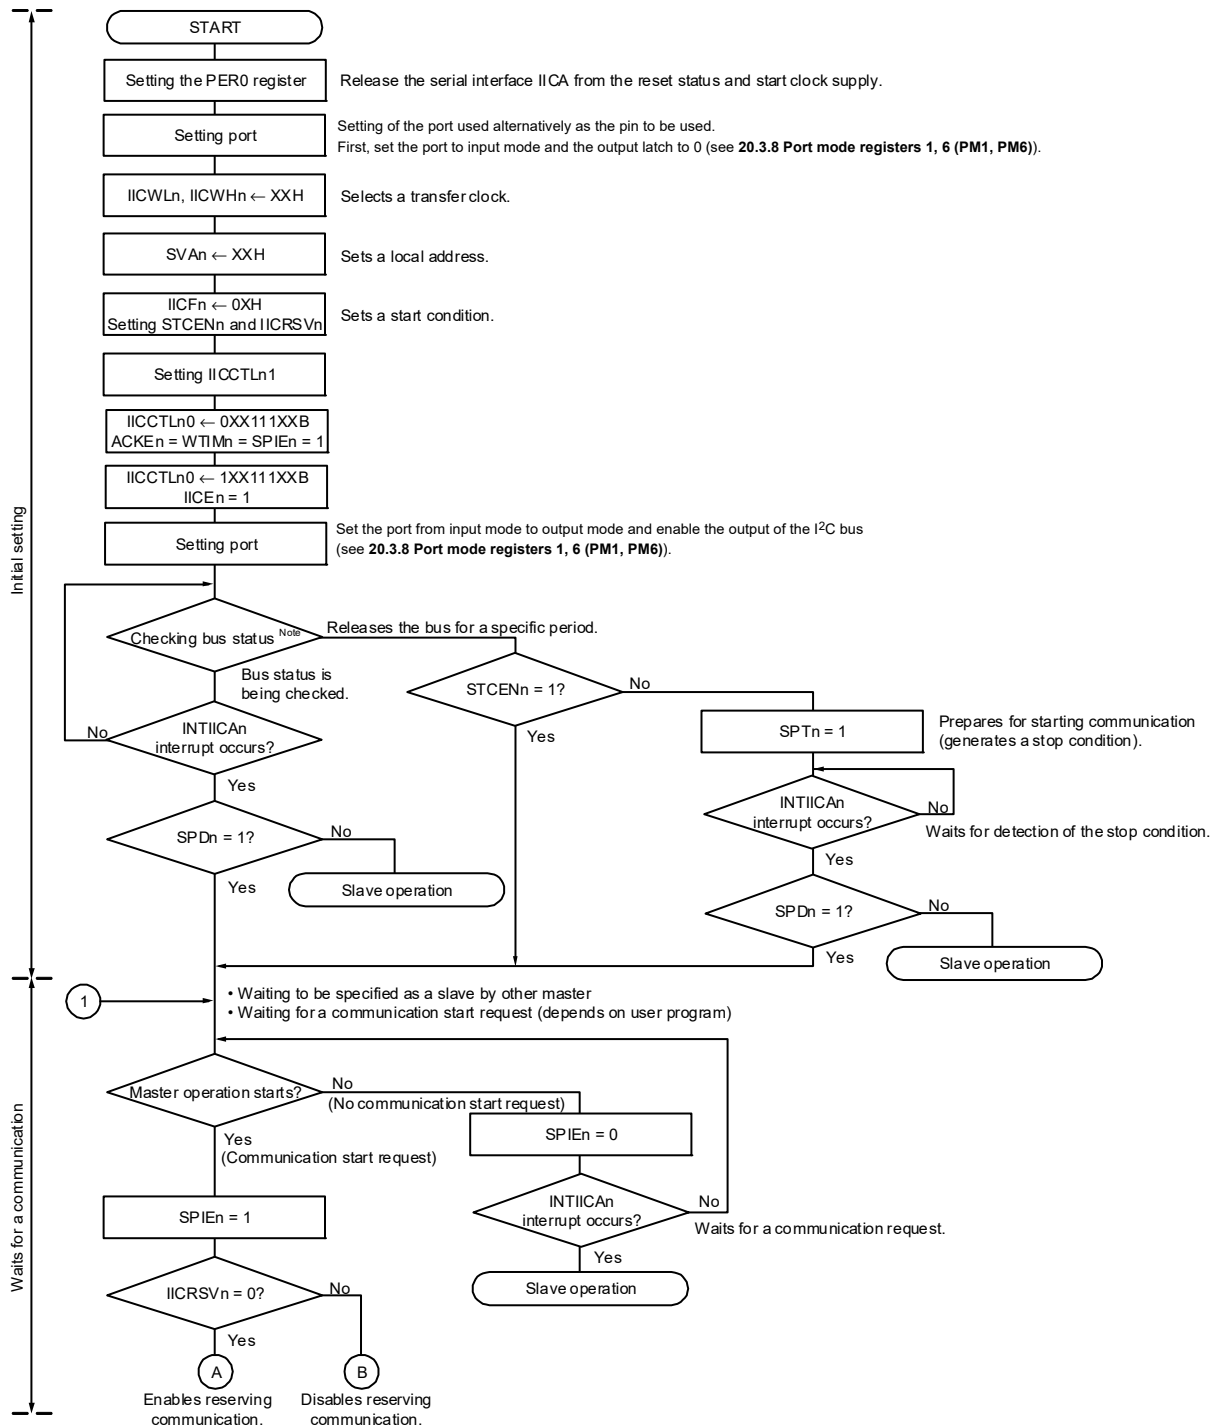 START
Setting the PER0 register
Release the serial interface IICA from the reset status and start clock supply.
Setting port
Setting of the port used alternatively as the pin to be used.
First, set the port to input mode and the output latch to 0 (see 20.3.8 Port mode registers 1, 6 (PM1, PM6)).
IICWLn, IICWHn ← XXH
Selects a transfer clock.
SVAn ← XXH
Sets a local address.
IICFn ← 0XH
Setting STCENn and IICRSVn
Sets a start condition.
Setting IICCTLn1
IICCTLn0 ← 0XX111XXB
ACKEn = WTIMn = SPIEn = 1
IICCTLn0 ← 1XX111XXB
IICEn = 1
Setting port
Set the port from input mode to output mode and enable the output of the I²C bus
(see 20.3.8 Port mode registers 1, 6 (PM1, PM6)).
Initial setting
Checking bus status Note
Releases the bus for a specific period.
Bus status is
being checked.
STCENn = 1?
No
Yes
SPTn = 1
Prepares for starting communication
(generates a stop condition).
No
INTIICAn
interrupt occurs?
Yes
INTIICAn
interrupt occurs?
No
Waits for detection of the stop condition.
Yes
SPDn = 1?
No
Yes
Slave operation
SPDn = 1?
No
Yes
Slave operation
1
• Waiting to be specified as a slave by other master
• Waiting for a communication start request (depends on user program)
Waits for a communication
Master operation starts?
No
(No communication start request)
Yes
(Communication start request)
SPIEn = 0
INTIICAn
interrupt occurs?
No
Waits for a communication request.
Yes
Slave operation
SPIEn = 1
IICRSVn = 0?
No
Yes
A
B
Enables reserving
communication.
Disables reserving
communication.